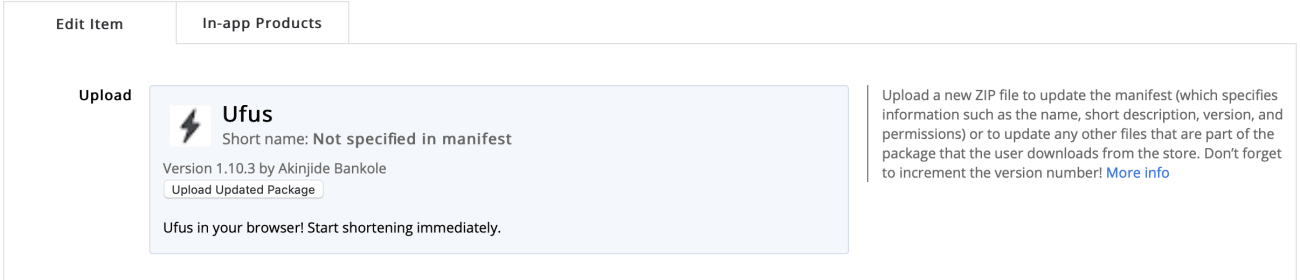 Edit Item
In-app Products
Upload
Ufus
Short name: Not specified in manifest
Version 1.10.3 by Akinjide Bankole
Upload Updated Package
Ufus in your browser! Start shortening immediately.
Upload a new ZIP file to update the manifest (which specifies
information such as the name, short description, version, and
permissions) or to update any other files that are part of the
package that the user downloads from the store. Don’t forget
to increment the version number! More info